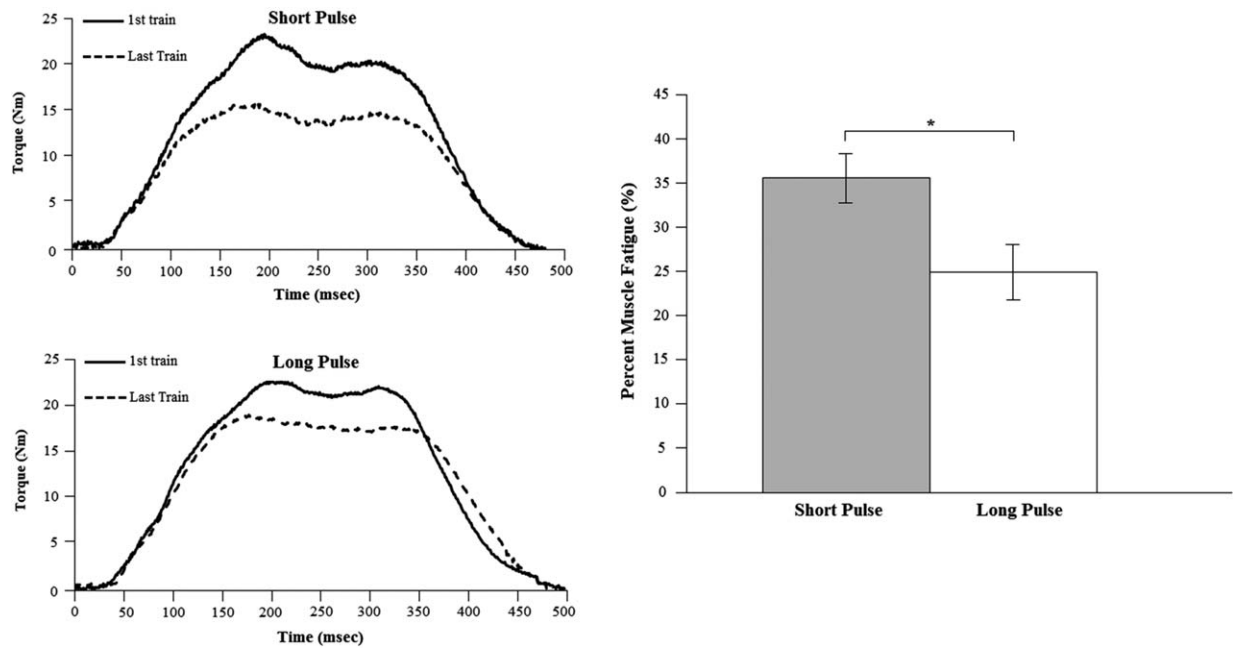 Short Pulse
1st train
Last Train
Torque (Nm)
25
20
15
10
5
0
0 50 100 150 200 250 300 350 400 450 500
Time (msec)
Long Pulse
1st train
Last Train
Torque (Nm)
25
20
15
10
5
0
0 50 100 150 200 250 300 350 400 450 500
Time (msec)
Percent Muscle Fatigue (%)
45
40
35
30
25
20
15
10
5
0
*
Short Pulse Long Pulse